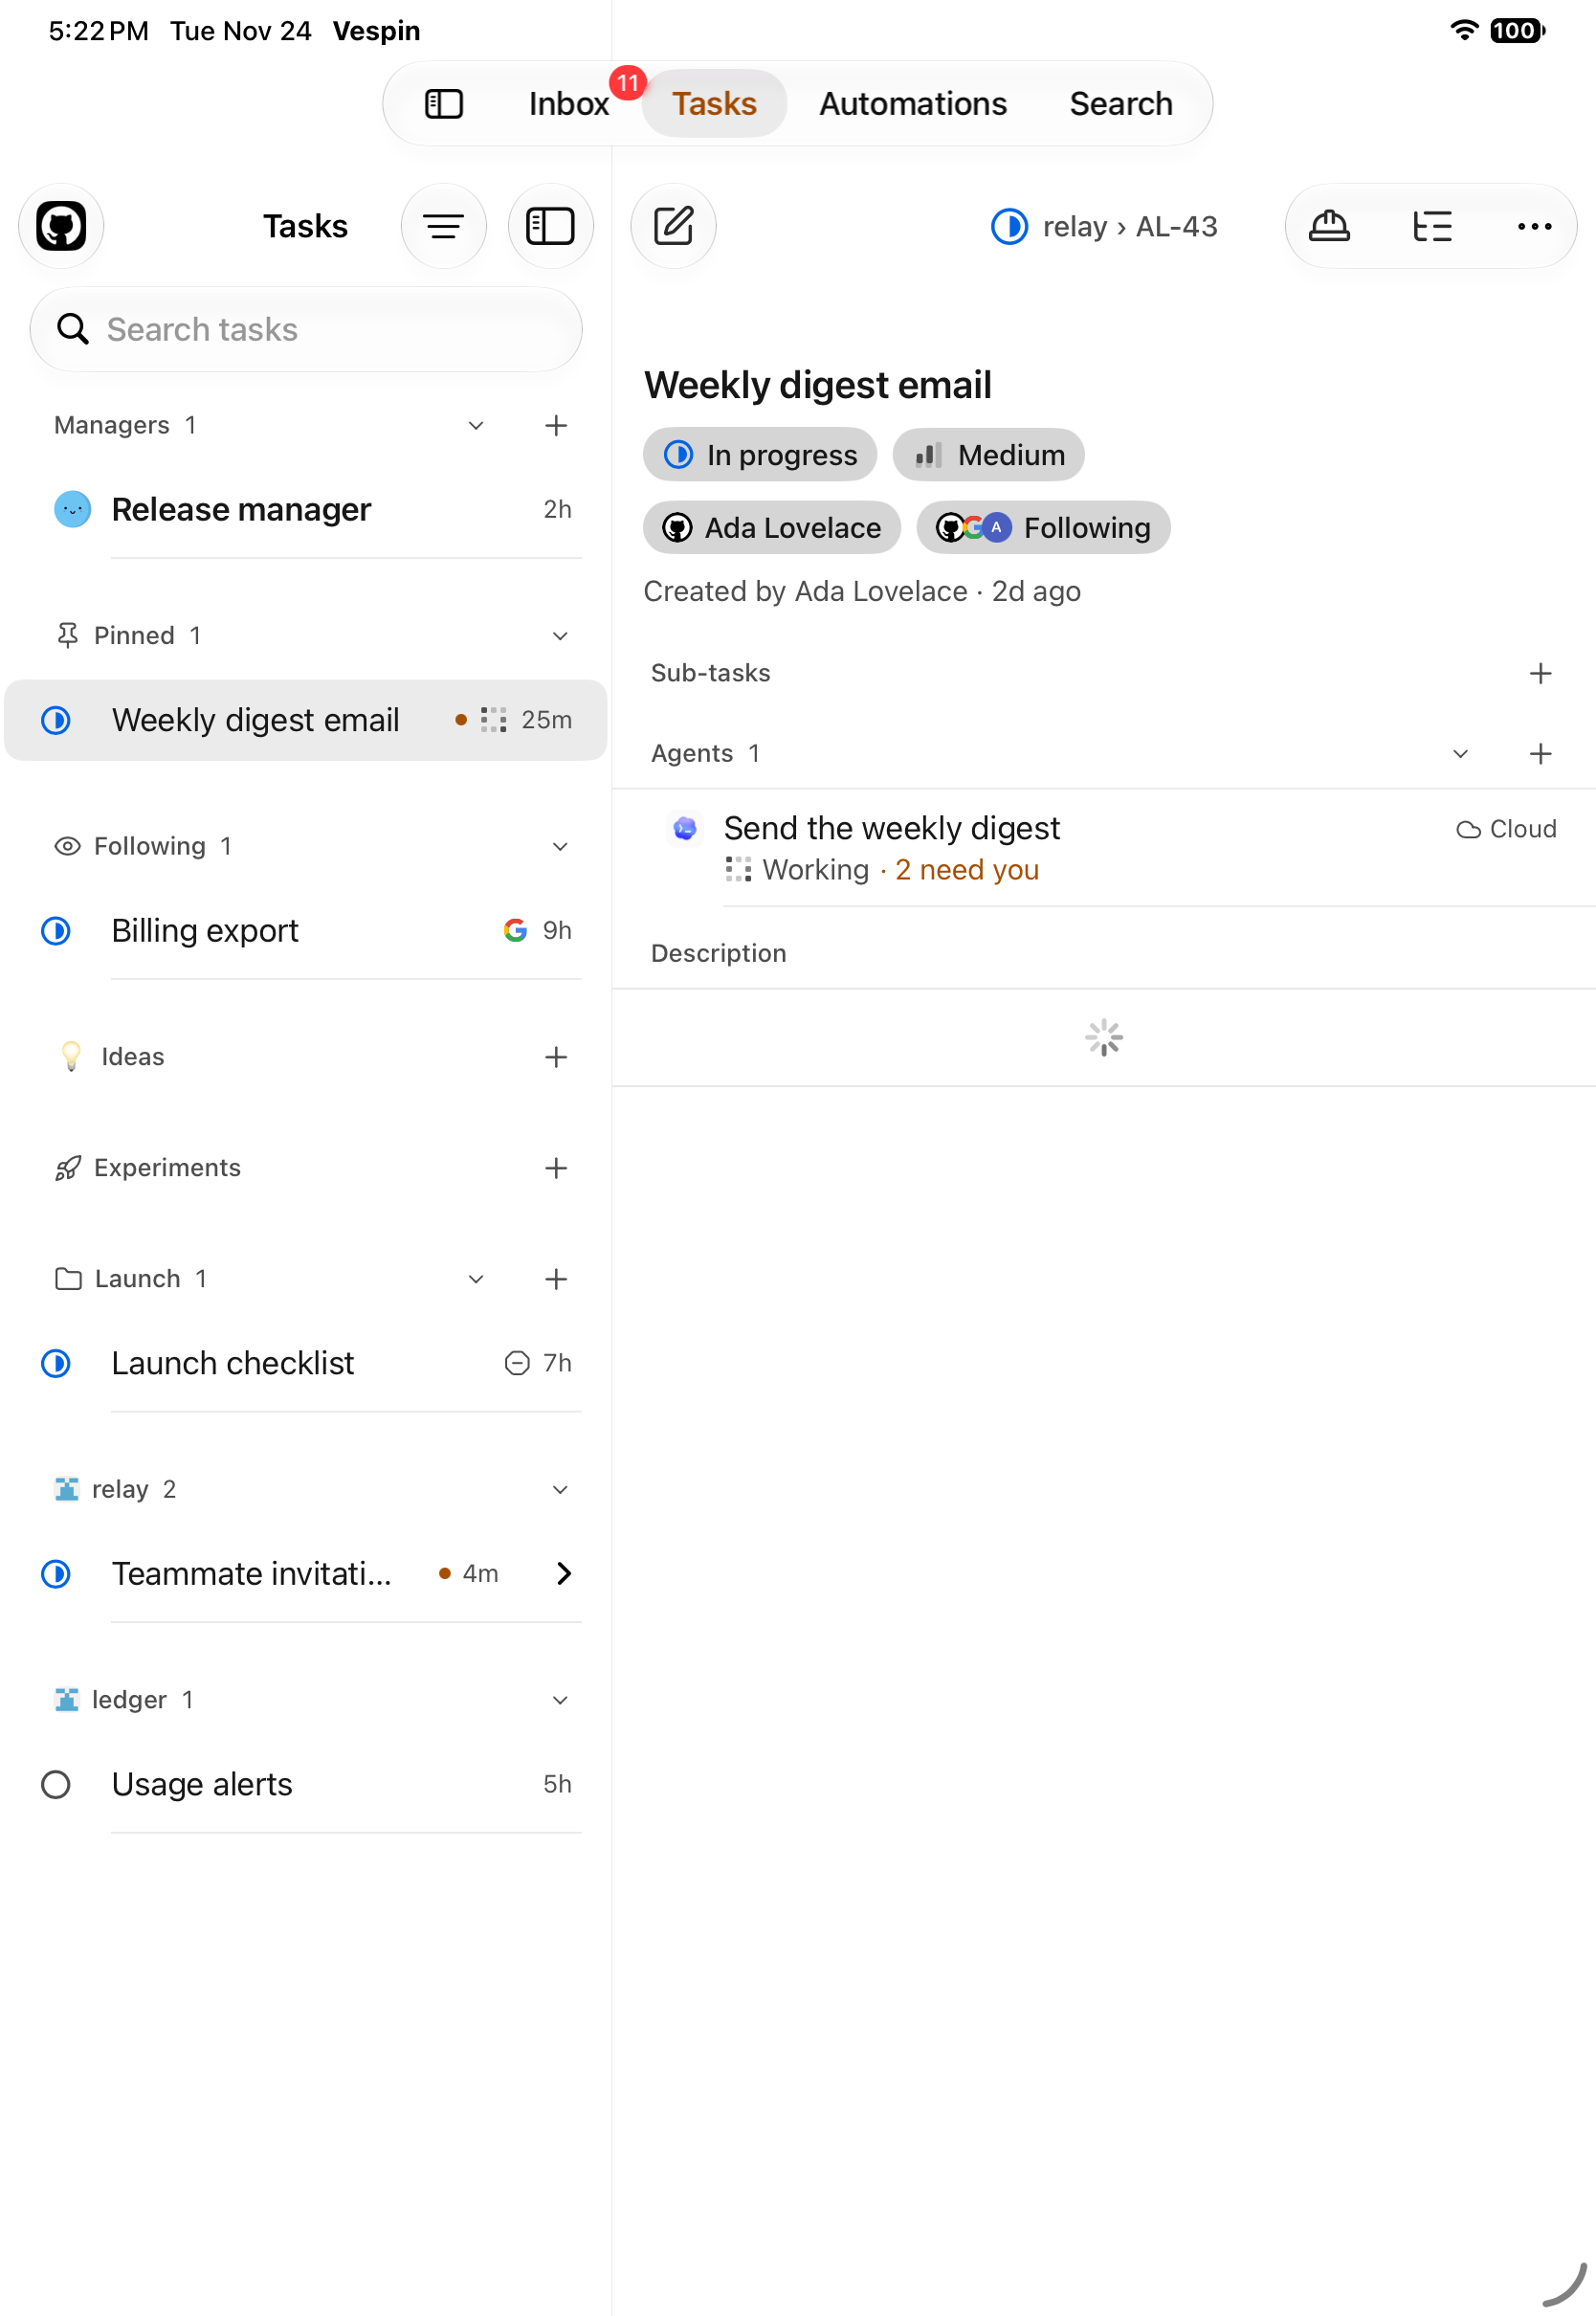 5:22 PM Tue Nov 24 Vespin
100
Inbox 11 Tasks Automations Search
Tasks
relay › AL-43
Search tasks
Managers 1
Release manager 2h
Pinned 1
Weekly digest email 25m
Following 1
Billing export 9h
Ideas
Experiments
Launch 1
Launch checklist 7h
relay 2
Teammate invitati... 4m
ledger 1
Usage alerts 5h
Weekly digest email
In progress Medium
Ada Lovelace A Following
Created by Ada Lovelace · 2d ago
Sub-tasks
Agents 1
Send the weekly digest Cloud
Working · 2 need you
Description